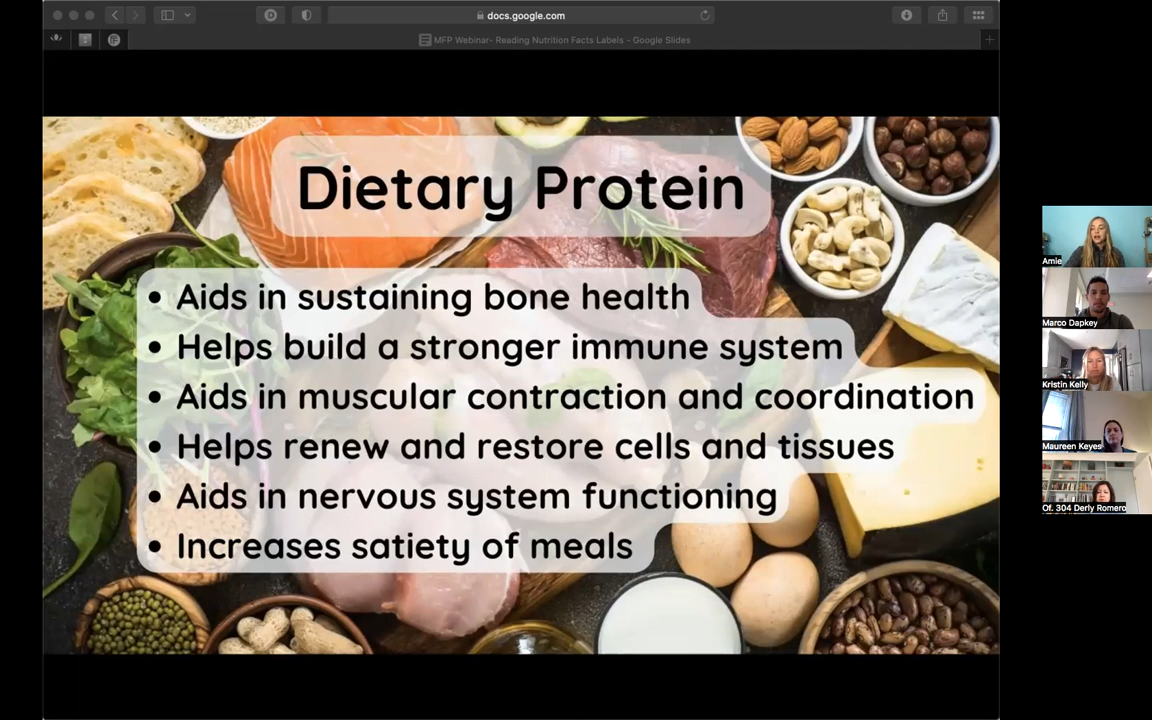 docs.google.com
MFP Webinar- Reading Nutrition Facts Labels - Google Slides
Dietary Protein
• Aids in sustaining bone health
• Helps build a stronger immune system
• Aids in muscular contraction and coordination
• Helps renew and restore cells and tissues
• Aids in nervous system functioning
• Increases satiety of meals
Amie
Marco Dapkey
Kristin Kelly
Maureen Keyes
Of. 304 Derly Romero